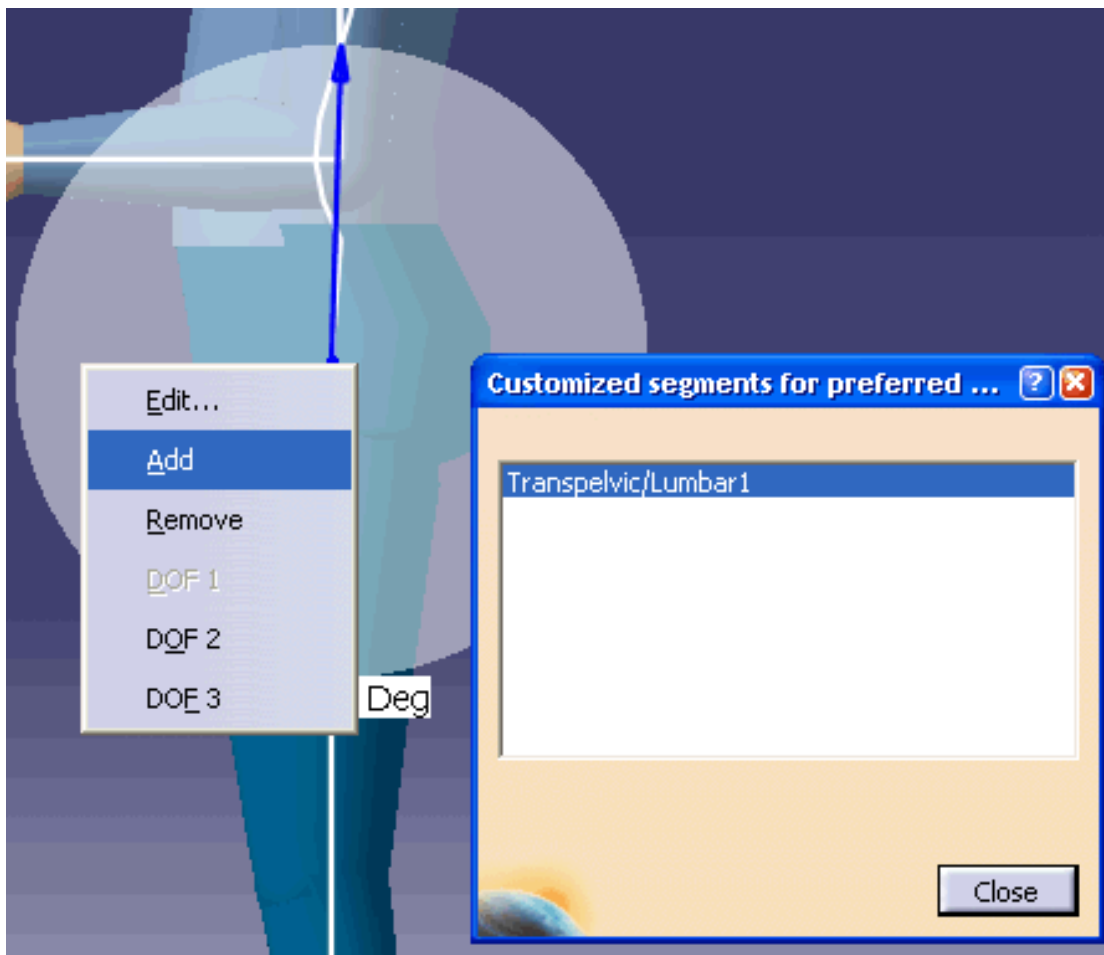 Edit...
Add
Remove
DOF 1
DOF 2
DOF 3
Deg
Customized segments for preferred ...
Transpelvic/Lumbar1
Close